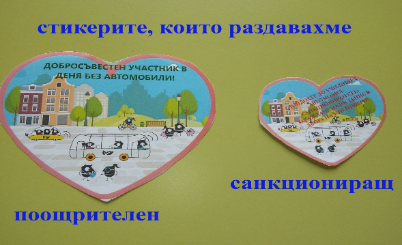 стикерите, които раздавахме
ДОБРОСЪВЕСТЕН УЧАСТНИК В
ДЕНЯ БЕЗ АВТОМОБИЛИ!
санкциониращ
поощрителен